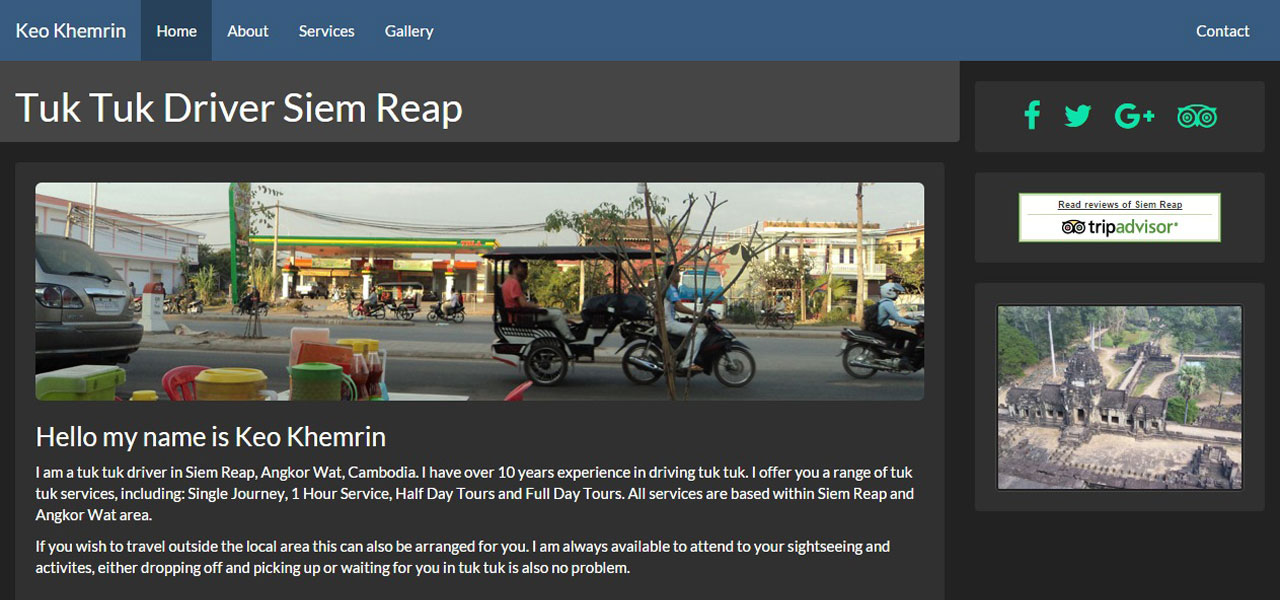 Keo Khemrin Home About Services Gallery Contact
Tuk Tuk Driver Siem Reap
Read reviews of Siem Reap
tripadvisor®
Hello my name is Keo Khemrin
I am a tuk tuk driver in Siem Reap, Angkor Wat, Cambodia. I have over 10 years experience in driving tuk tuk. I offer you a range of tuk
tuk services, including: Single Journey, 1 Hour Service, Half Day Tours and Full Day Tours. All services are based within Siem Reap and
Angkor Wat area.
If you wish to travel outside the local area this can also be arranged for you. I am always available to attend to your sightseeing and
activites, either dropping off and picking up or waiting for you in tuk tuk is also no problem.